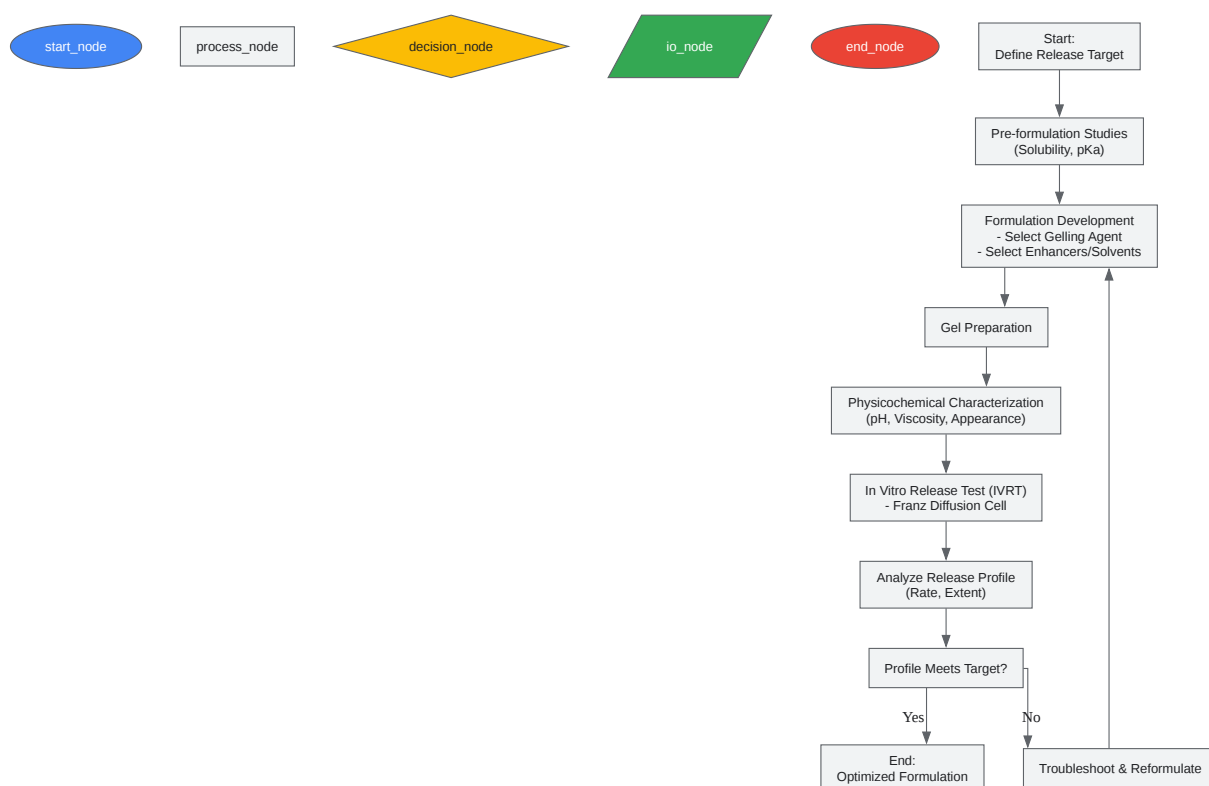 start_node
process_node
decision_node
io_node
end_node
Start:
Define Release Target
Pre-formulation Studies
(Solubility, pKa)
Formulation Development
- Select Gelling Agent
- Select Enhancers/Solvents
Gel Preparation
Physicochemical Characterization
(pH, Viscosity, Appearance)
In Vitro Release Test (IVRT)
- Franz Diffusion Cell
Analyze Release Profile
(Rate, Extent)
Profile Meets Target?
Yes
No
End:
Optimized Formulation
Troubleshoot & Reformulate